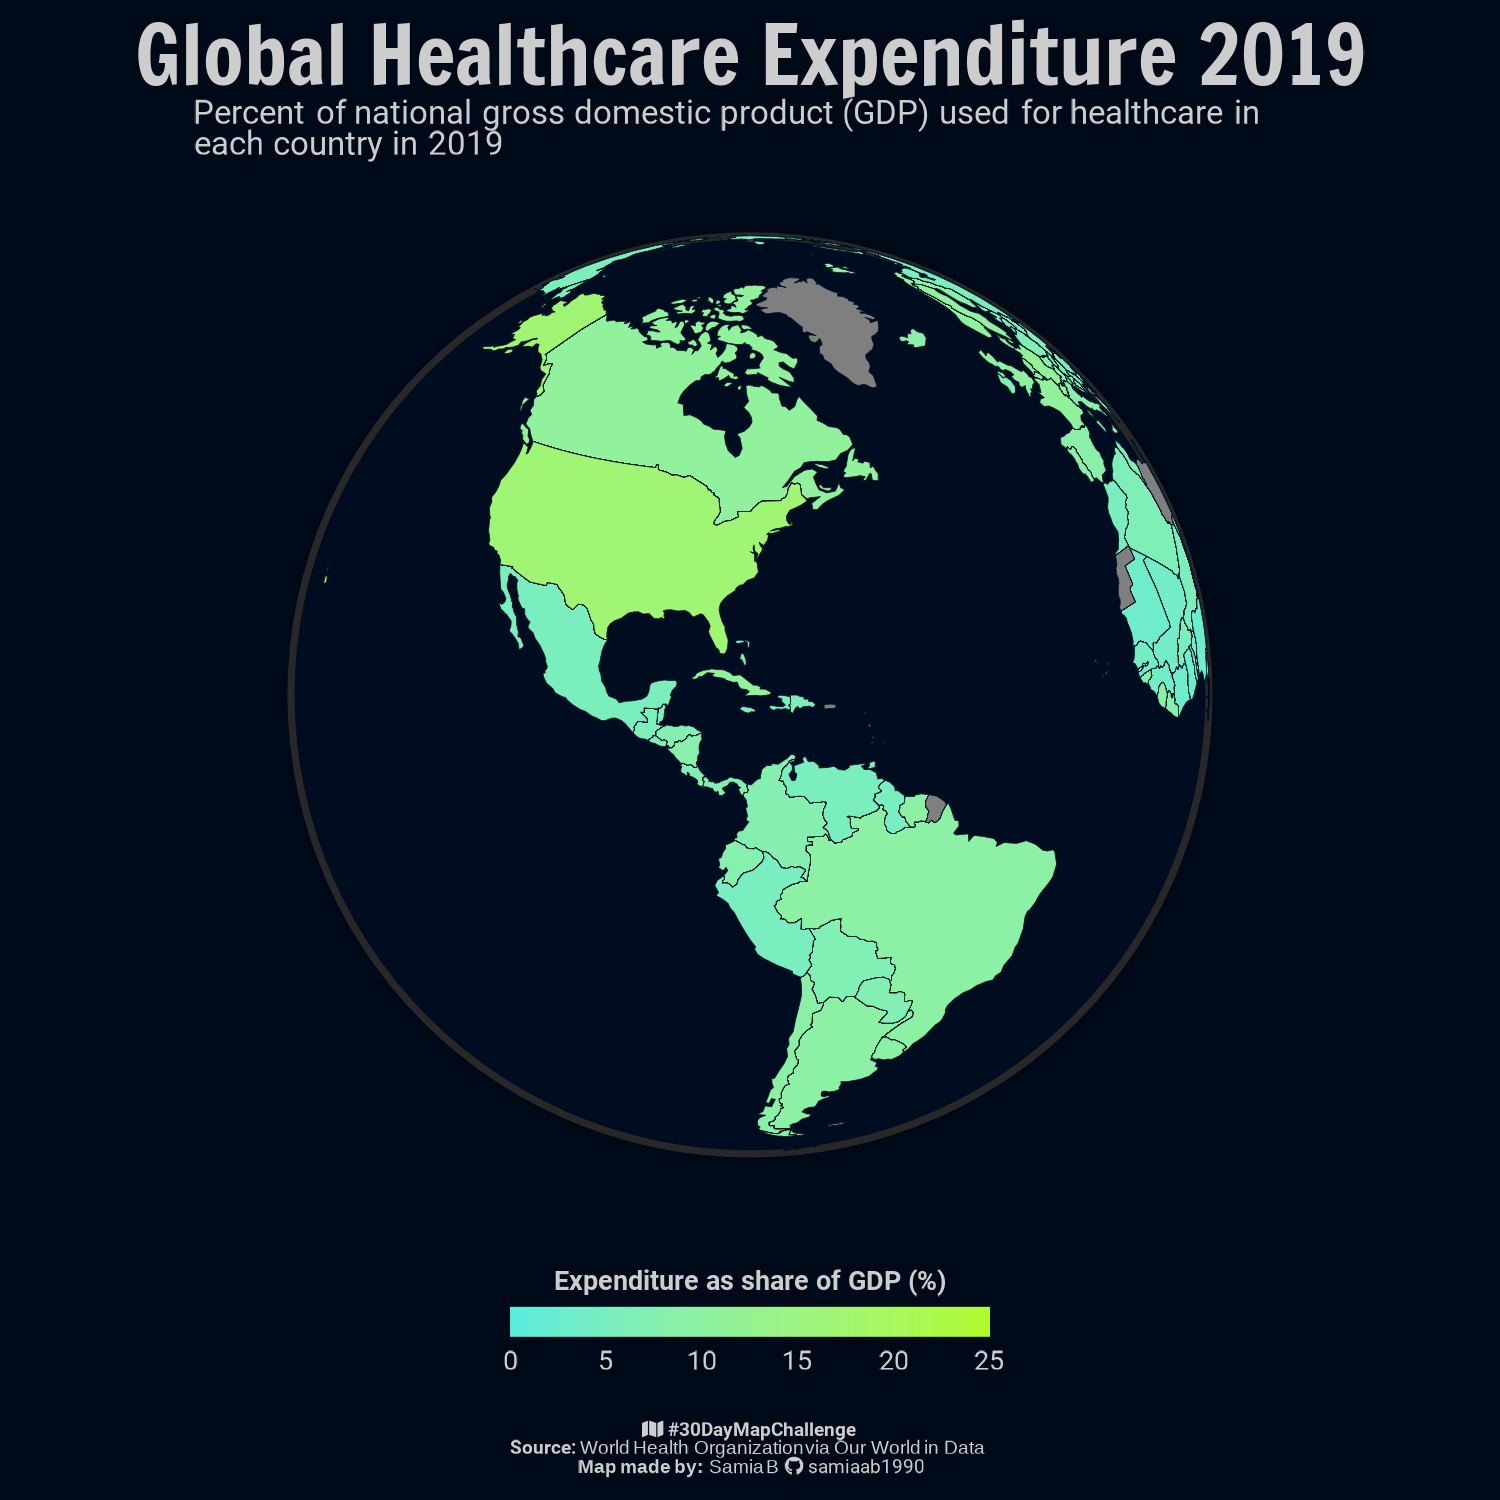 Global Healthcare Expenditure 2019
Percent of national gross domestic product (GDP) used for healthcare in
each country in 2019
Expenditure as share of GDP (%)
0 5 10 15 20 25
#30DayMapChallenge
Source: World Health Organization via Our World in Data
Map made by: Samia B samiaab1990